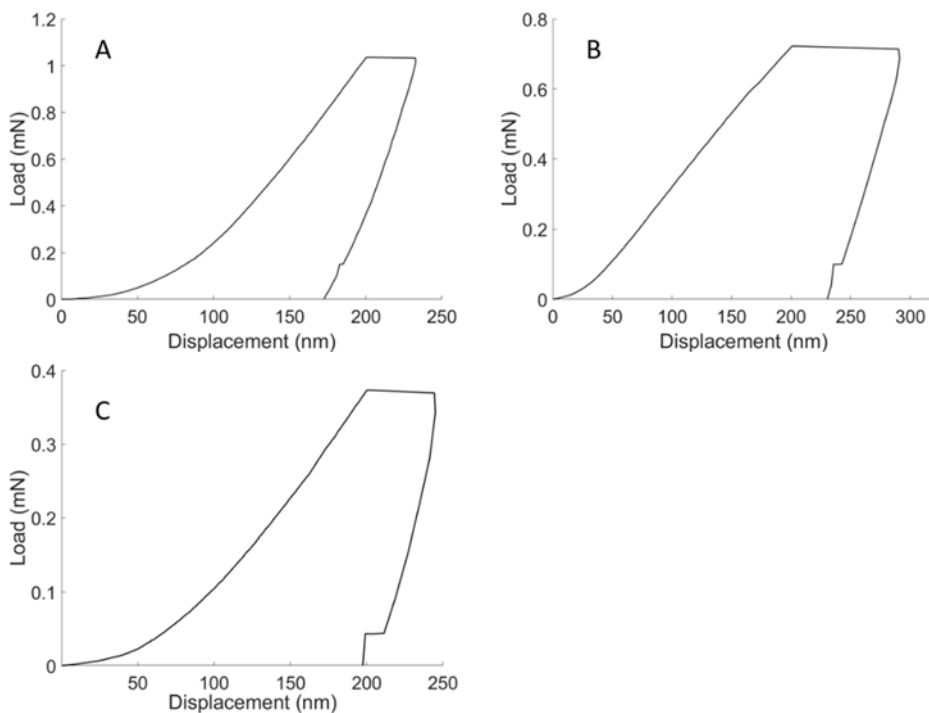 A
Load (mN)
1.2
1
0.8
0.6
0.4
0.2
0
0 50 100 150 200 250
Displacement (nm)
B
Load (mN)
0.8
0.6
0.4
0.2
0
0 50 100 150 200 250 300
Displacement (nm)
C
Load (mN)
0.4
0.3
0.2
0.1
0
50 100 150 200 250
Displacement (nm)